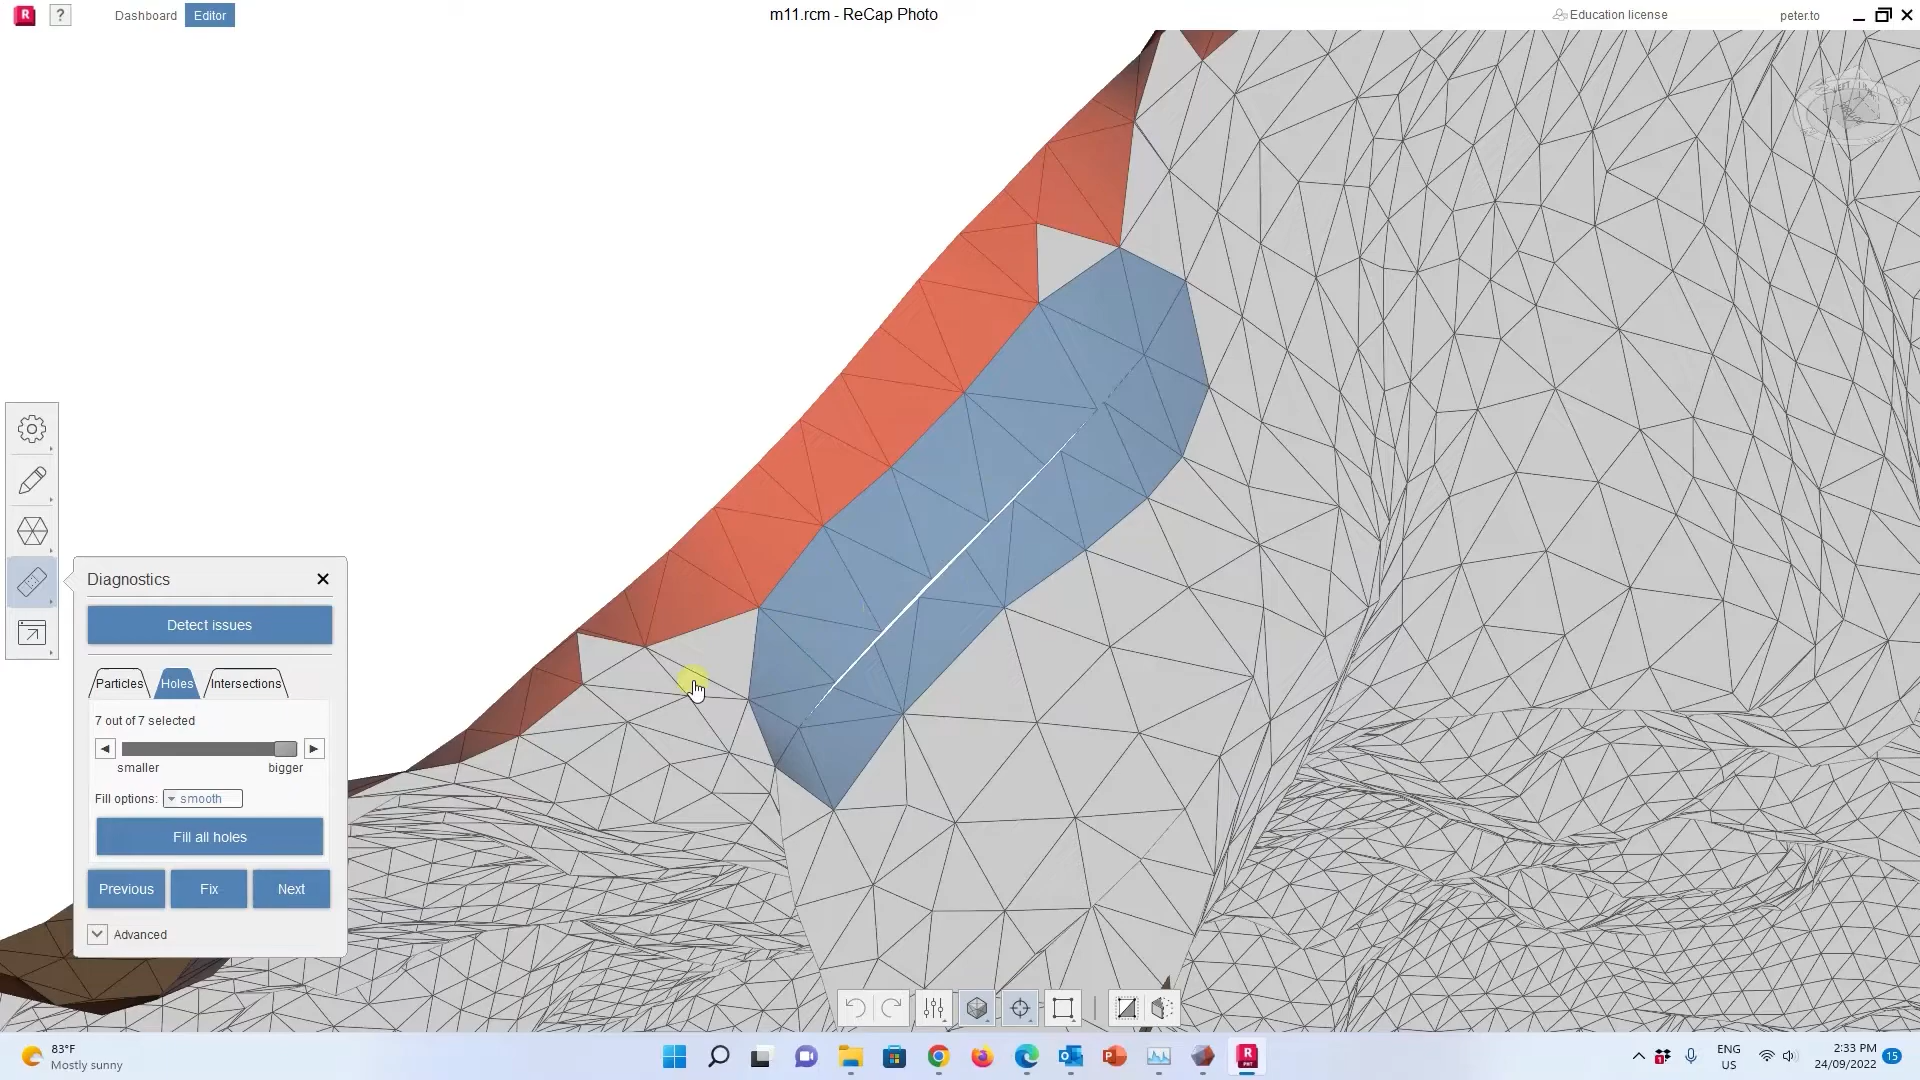 R ? Dashboard Editor m11.rcm - ReCap Photo Education license peter.to
Diagnostics
Detect issues
Particles Holes Intersections
7 out of 7 selected
smaller bigger
Fill options: smooth
Fill all holes
Previous Fix Next
Advanced
83°F
Mostly sunny
ENG
US
2:33 PM
24/09/2022
15